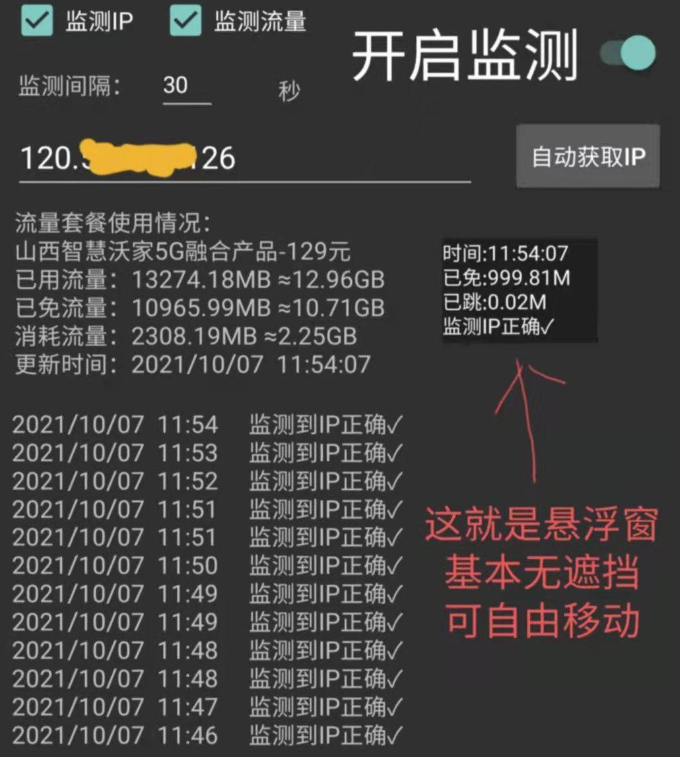 监测IP 监测流量
开启监测
监测间隔: 30 秒
120. 126
自动获取IP
流量套餐使用情况:
山西智慧沃家5G融合产品-129元
已用流量: 13274.18MB ≈12.96GB
已免流量: 10965.99MB ≈10.71GB
消耗流量: 2308.19MB ≈2.25GB
更新时间: 2021/10/07 11:54:07
时间:11:54:07
已免:999.81M
已跳:0.02M
监测IP正确✓
2021/10/07 11:54 监测到IP正确✓
2021/10/07 11:53 监测到IP正确✓
2021/10/07 11:52 监测到IP正确✓
2021/10/07 11:51 监测到IP正确✓
2021/10/07 11:51 监测到IP正确✓
2021/10/07 11:50 监测到IP正确✓
2021/10/07 11:49 监测到IP正确✓
2021/10/07 11:49 监测到IP正确✓
2021/10/07 11:48 监测到IP正确✓
2021/10/07 11:48 监测到IP正确✓
2021/10/07 11:47 监测到IP正确✓
2021/10/07 11:46 监测到IP正确✓
这就是悬浮窗
基本无遮挡
可自由移动